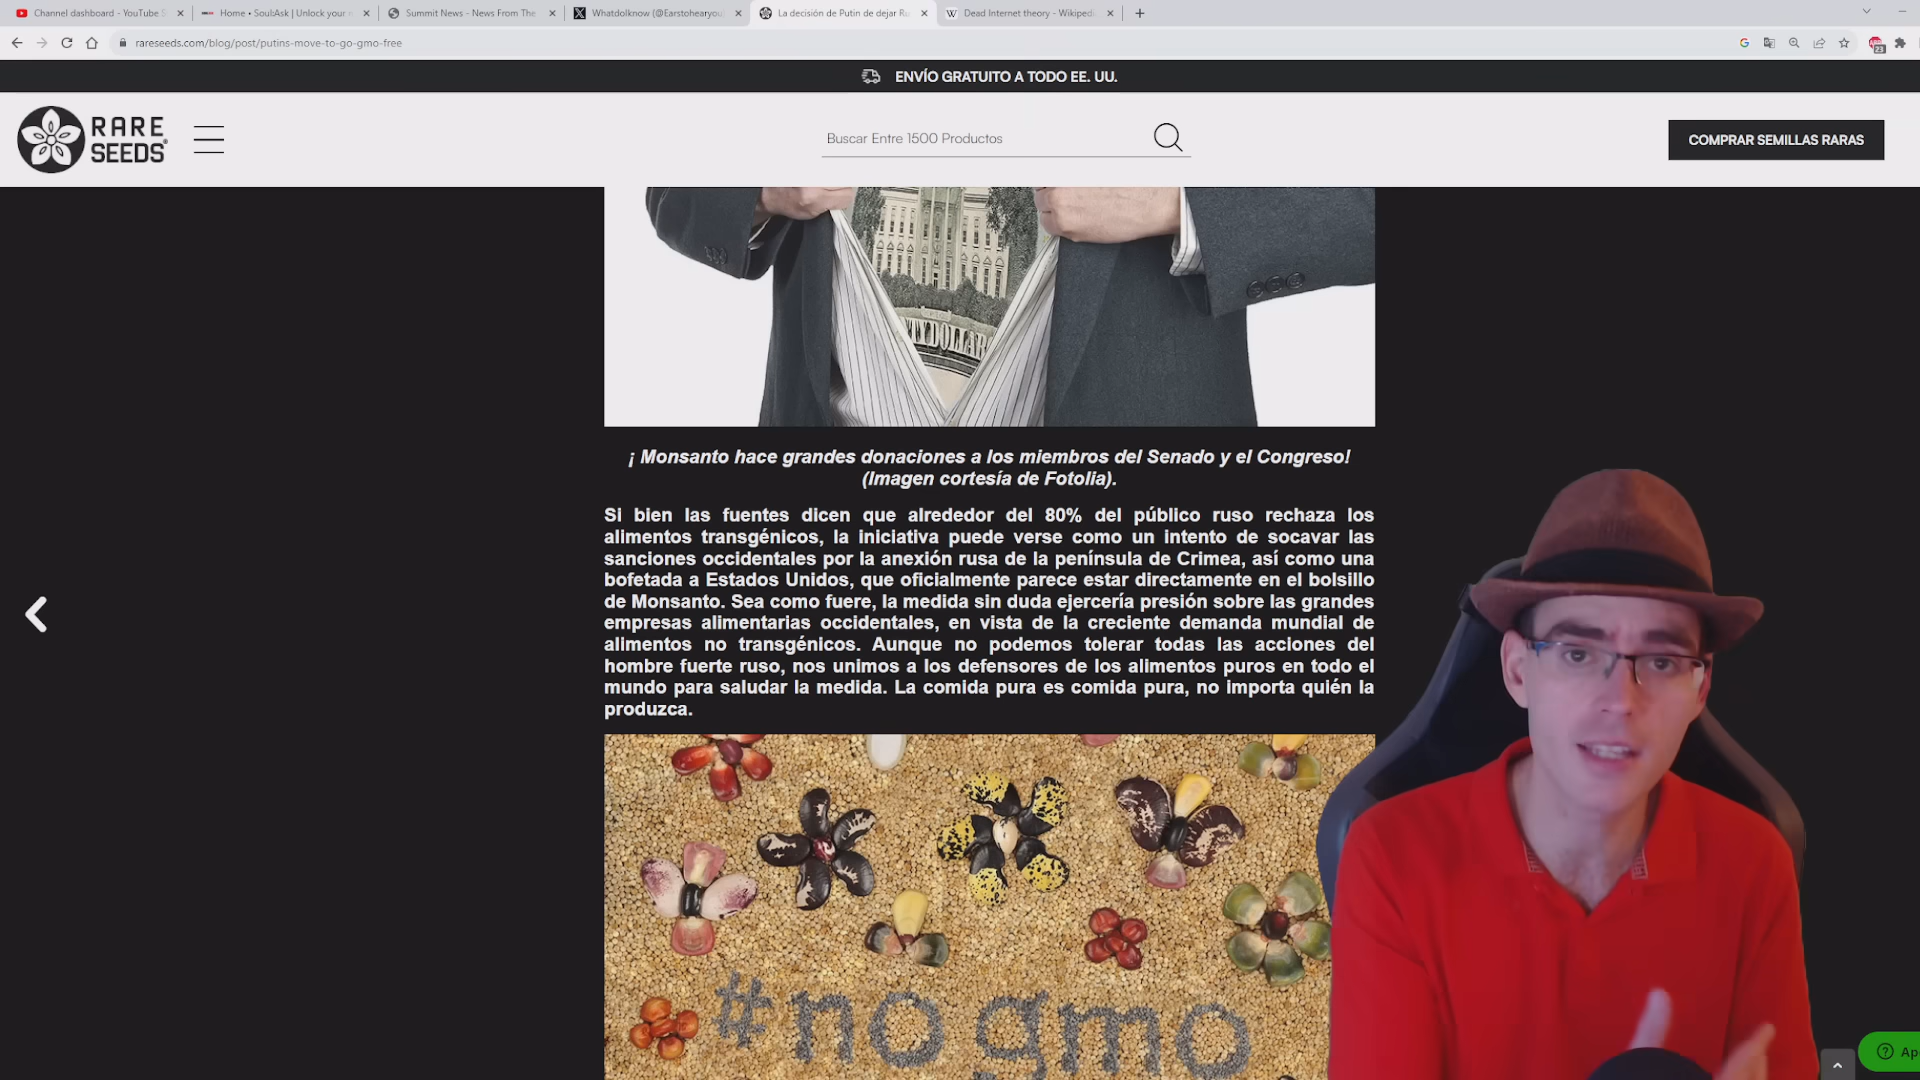 Channel dashboard - YouTube S
Home • SoulAsk | Unlock your
Summit News - News From The
WhatdoIknow (@Earstohearyou
La decisión de Putin de dejar Ru
Dead Internet theory - Wikiped
rareseeds.com/blog/post/putins-move-to-go-gmo-free
23
ENVÍO GRATUITO A TODO EE. UU.
RARE
SEEDS
Buscar Entre 1500 Productos
COMPRAR SEMILLAS RARAS
TY DOLLARS
¡ Monsanto hace grandes donaciones a los miembros del Senado y el Congreso!
(Imagen cortesía de Fotolia).
Si bien las fuentes dicen que alrededor del 80% del público ruso rechaza los
alimentos transgénicos, la iniciativa puede verse como un intento de socavar las
sanciones occidentales por la anexión rusa de la península de Crimea, así como una
bofetada a Estados Unidos, que oficialmente parece estar directamente en el bolsillo
de Monsanto. Sea como fuere, la medida sin duda ejercería presión sobre las grandes
empresas alimentarias occidentales, en vista de la creciente demanda mundial de
alimentos no transgénicos. Aunque no podemos tolerar todas las acciones del
hombre fuerte ruso, nos unimos a los defensores de los alimentos puros en todo el
mundo para saludar la medida. La comida pura es comida pura, no importa quién la
produzca.
#no gmo
Ap